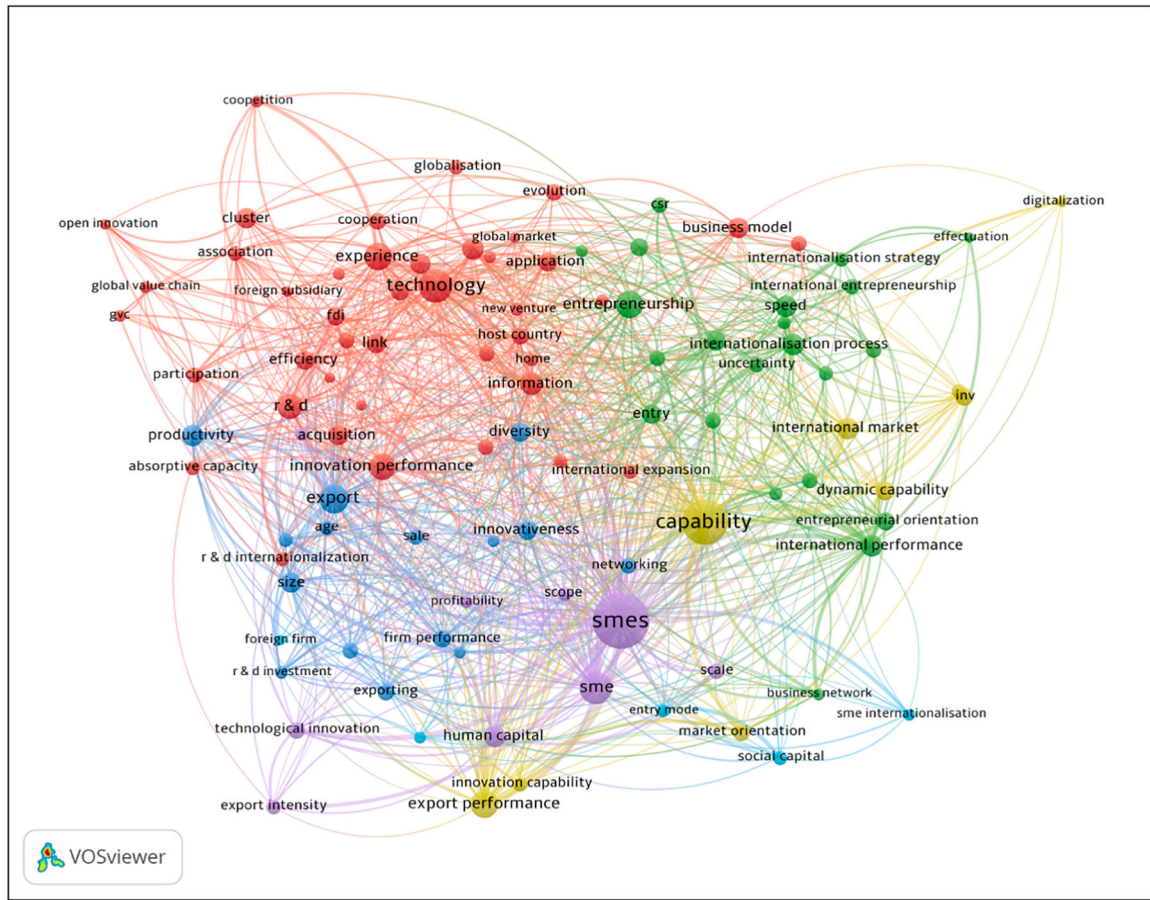 coopetition
globalisation
evolution
digitalization
csr
open innovation
cluster
cooperation
business model
effectuation
global market
association
experience
application
internationalisation strategy
technology
global value chain
foreign subsidiary
international entrepreneurship
entrepreneurship
speed
new venture
gvc
fdi
host country
link
internationalisation process
efficiency
home
uncertainty
participation
information
inv
r & d
entry
international market
productivity
acquisition
diversity
absorptive capacity
innovation performance
international expansion
dynamic capability
export
capability
entrepreneurial orientation
age
sale
innovativeness
international performance
r & d internationalization
networking
size
profitability
scope
smes
foreign firm
firm performance
r & d investment
scale
exporting
sme
business network
entry mode
sme internationalisation
technological innovation
human capital
market orientation
social capital
innovation capability
export intensity
export performance
VOSviewer